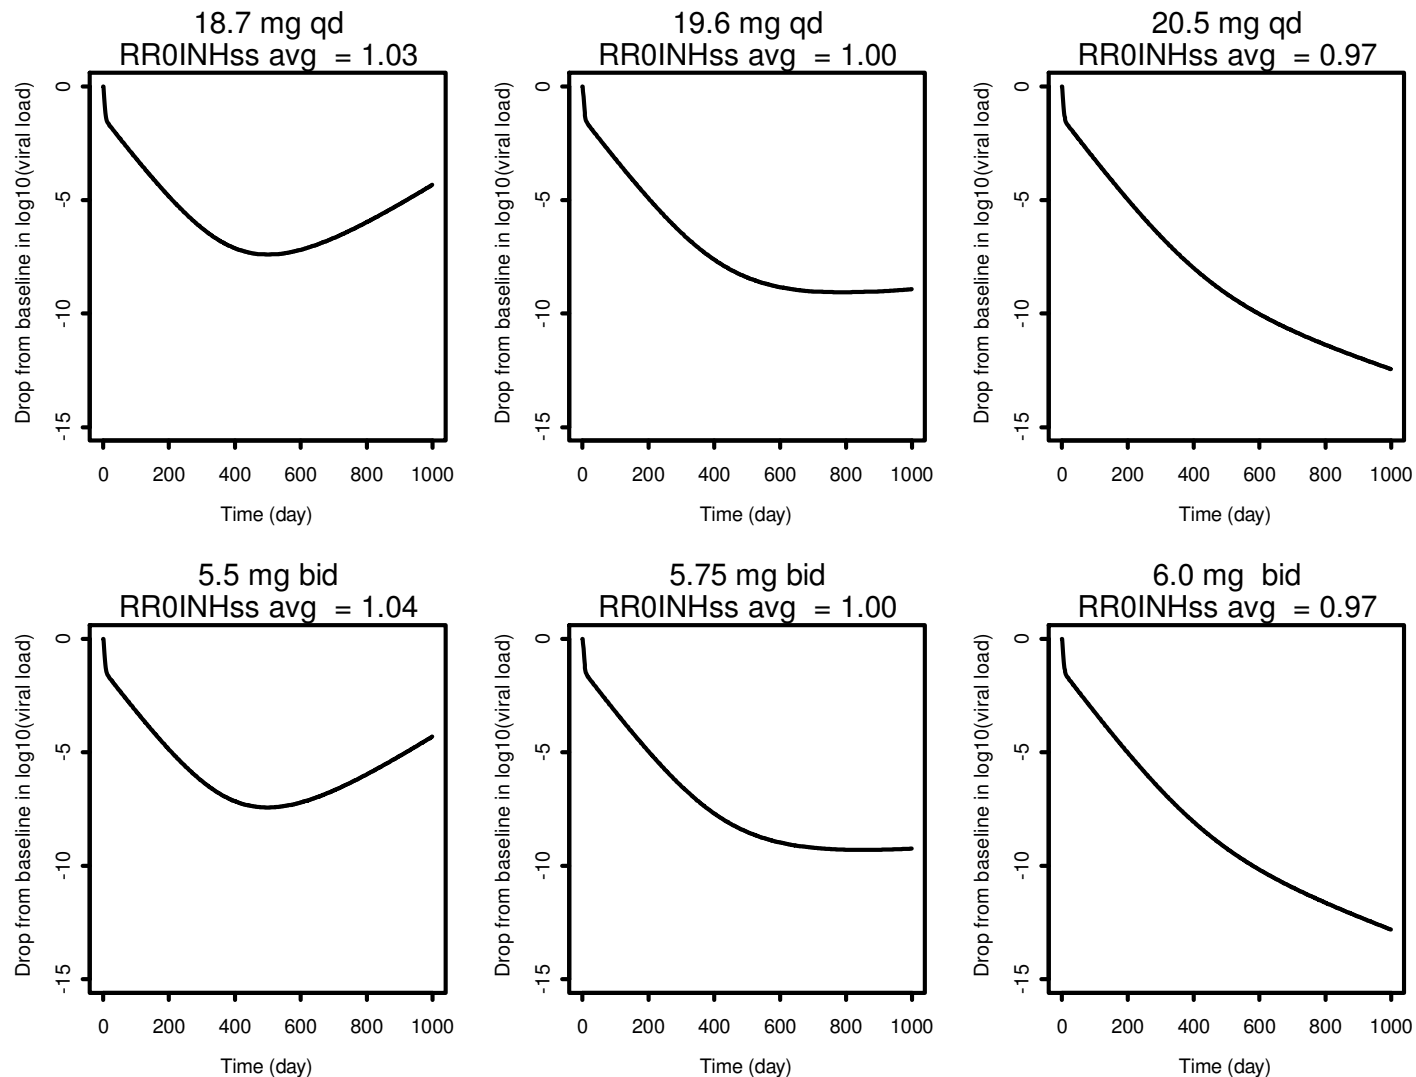 18.7 mg qd
RR0INHss avg = 1.03
Drop from baseline in log10(viral load)
0
-5
-10
-15
0 200 400 600 800 1000
Time (day)
19.6 mg qd
RR0INHss avg = 1.00
Drop from baseline in log10(viral load)
0
-5
-10
-15
0 200 400 600 800 1000
Time (day)
20.5 mg qd
RR0INHss avg = 0.97
Drop from baseline in log10(viral load)
0
-5
-10
-15
0 200 400 600 800 1000
Time (day)
5.5 mg bid
RR0INHss avg = 1.04
Drop from baseline in log10(viral load)
0
-5
-10
-15
0 200 400 600 800 1000
Time (day)
5.75 mg bid
RR0INHss avg = 1.00
Drop from baseline in log10(viral load)
0
-5
-10
-15
0 200 400 600 800 1000
Time (day)
6.0 mg bid
RR0INHss avg = 0.97
Drop from baseline in log10(viral load)
0
-5
-10
-15
0 200 400 600 800 1000
Time (day)